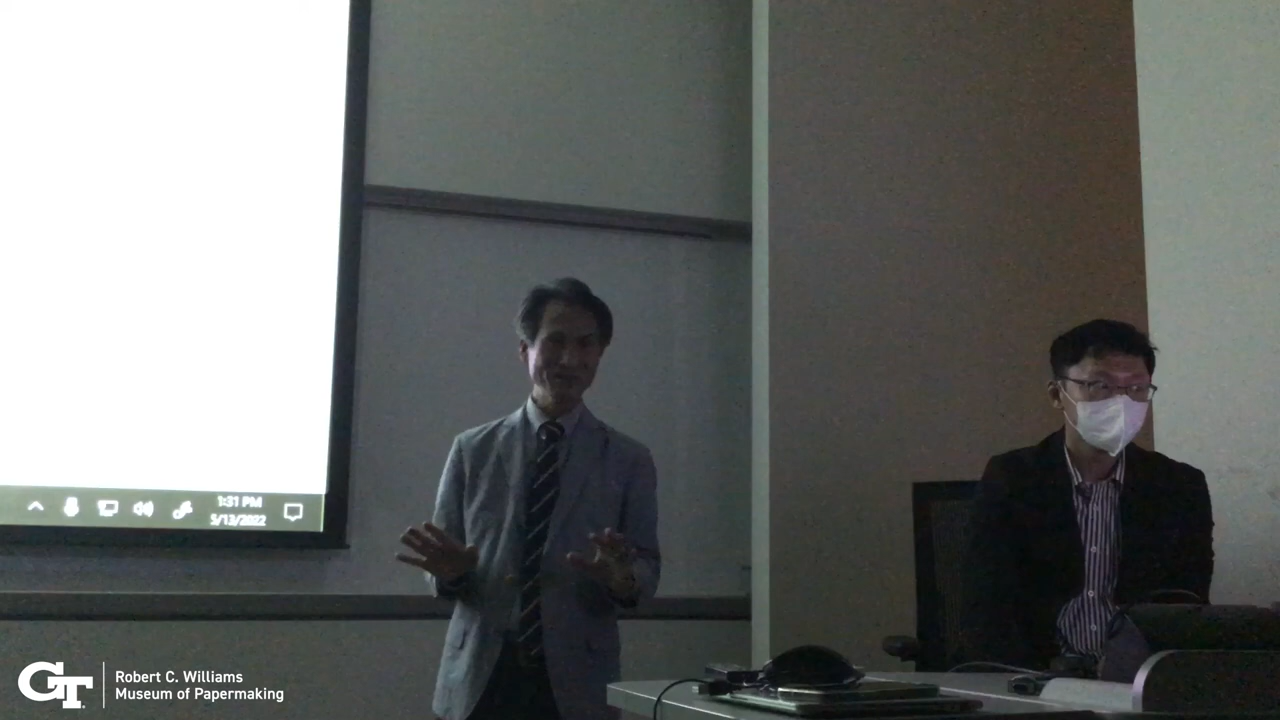 1:31 PM
5/13/2022
GT
Robert C. Williams
Museum of Papermaking